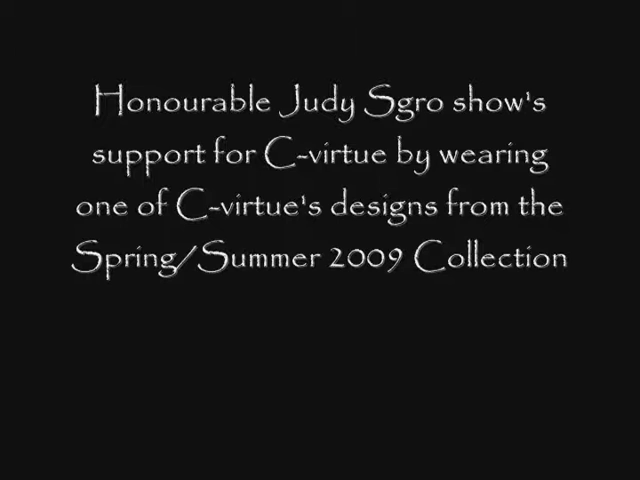 Honourable Judy Sgro show's
support for C-virtue by wearing
one of C-virtue's designs from the
Spring/Summer 2009 Collection